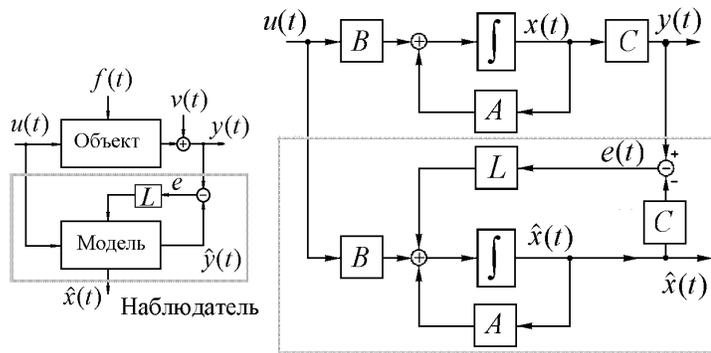 f(t)
v(t)
u(t)
Объект
+
y(t)
e
L
−
Модель
ŷ(t)
x̂(t)
Наблюдатель
u(t)
B
+
∫
x(t)
C
y(t)
A
L
e(t)
+
−
−
C
B
+
∫
x̂(t)
A
x̂(t)